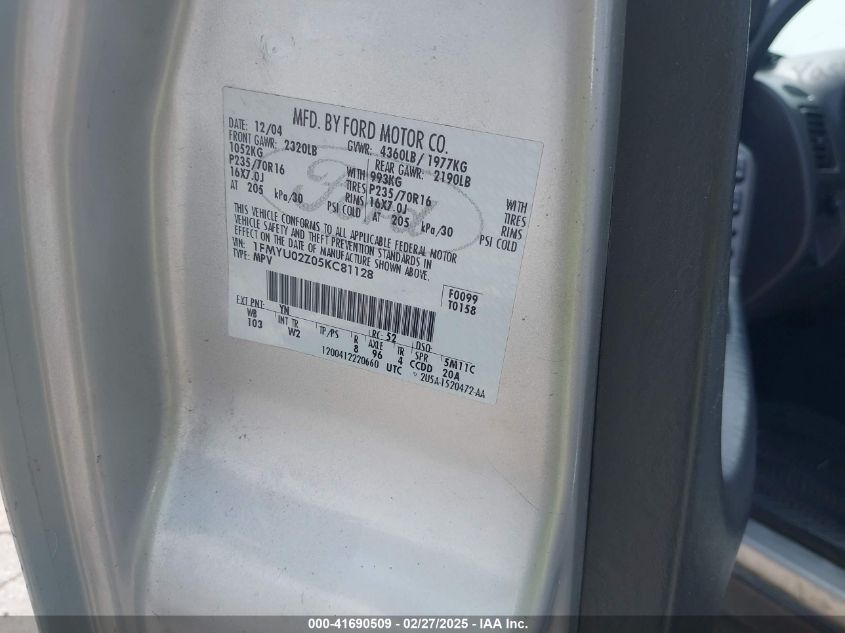 MFD. BY FORD MOTOR CO.
DATE: 12/04 GVWR: 4360LB / 1977KG
FRONT GAWR: 2320LB REAR GAWR: 2190LB
1052KG WITH 993KG WITH
P235/70R16 TIRES P235/70R16 TIRES
16X7.0J RIMS 16X7.0J RIMS
AT 205 kPa/30 PSI COLD AT 205 kPa/30 PSI COLD
THIS VEHICLE CONFORMS TO ALL APPLICABLE FEDERAL MOTOR
VEHICLE SAFETY AND THEFT PREVENTION STANDARDS IN
EFFECT ON THE DATE OF MANUFACTURE SHOWN ABOVE.
VIN: 1FMYU02Z05KC81128
TYPE: MPV
F0099
T0158
Ford
EXT PNT: YN RC: 52 DSO:
WB INT TR TP/PS R AXLE TR SPR 5M11C
103 W2 8 96 4 CCDD 20A
1200412220660 UTC 2U5A-1520472-AA
000-41690509 / 02/27/2025 - IAA Inc.